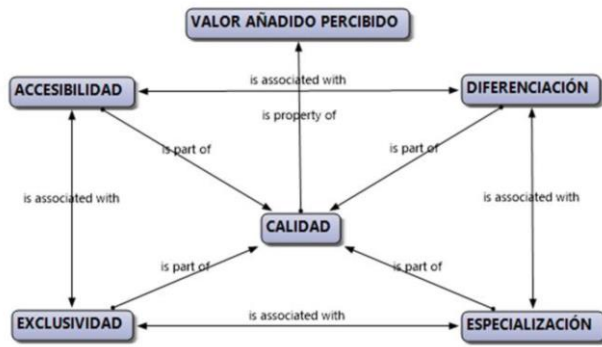 VALOR AÑADIDO PERCIBIDO
is associated with
ACCESIBILIDAD
DIFERENCIACIÓN
is property of
is part of
is part of
is associated with
is associated with
CALIDAD
is part of
is part of
EXCLUSIVIDAD
is associated with
ESPECIALIZACIÓN